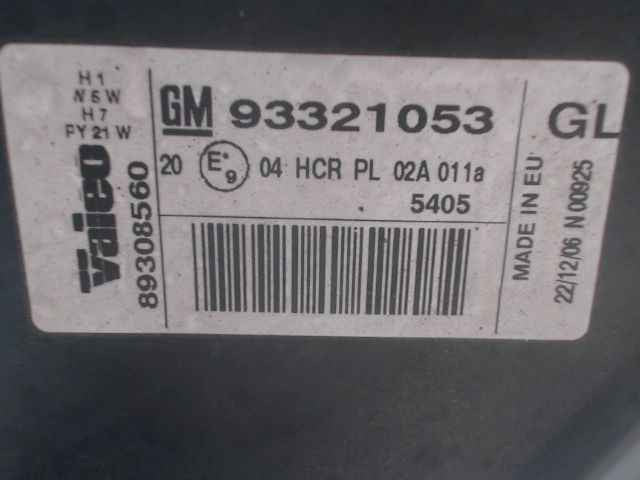 H1
W5W
H7
PY21W
Valeo
89308560
GM 93321053
20 E 9 04 HCR PL 02A 011a
5405
GL
MADE IN EU
22/12/06 N 00925